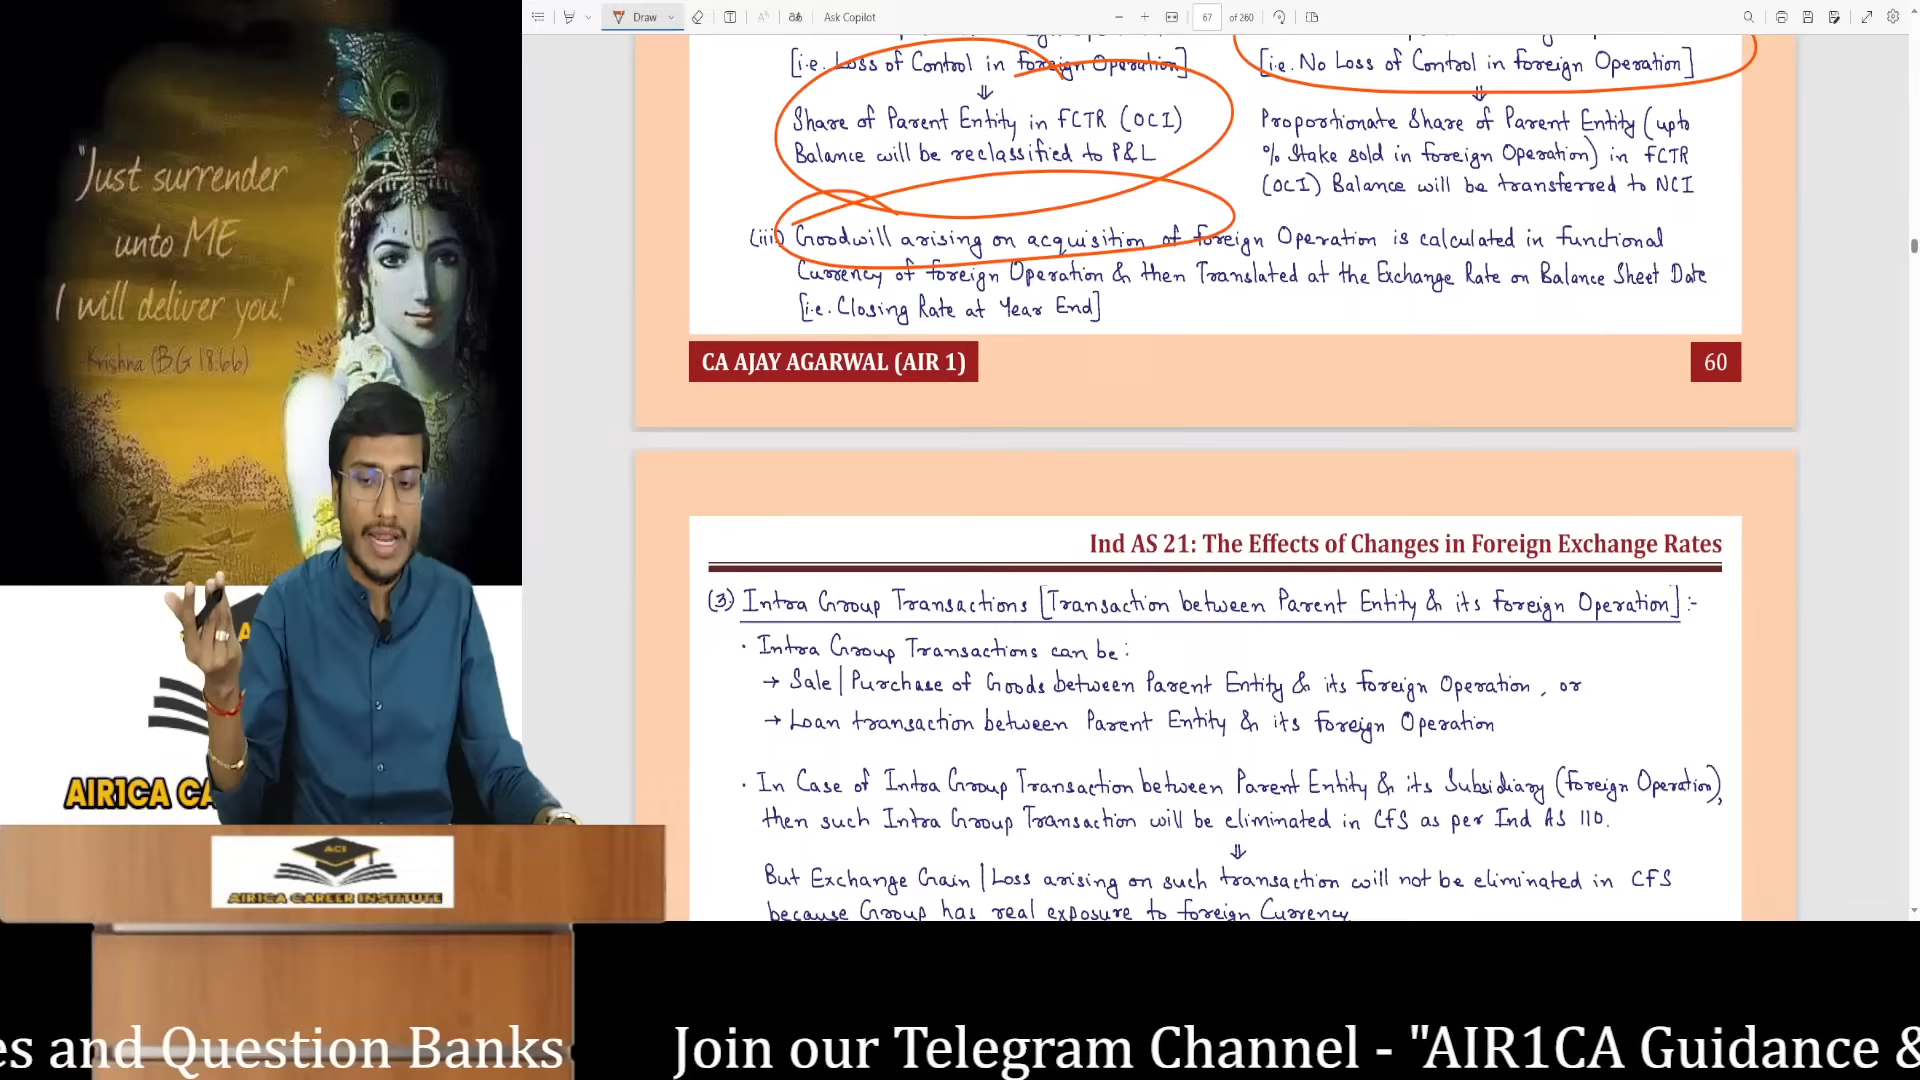 Draw
Ask Copilot
67 of 260
"Just surrender
unto ME
I will deliver you!"
-Krishna (B.G 18.66)
[i.e. Loss of Control in foreign Operation]
⇓
Share of Parent Entity in FCTR (OCI)
Balance will be reclassified to P&L
[i.e. No Loss of Control in foreign Operation]
⇓
Proportionate Share of Parent Entity (upto
% Stake sold in foreign Operation) in FCTR
(OCI) Balance will be transferred to NCI
(iii) Goodwill arising on acquisition of foreign Operation is calculated in functional
Currency of foreign Operation & then Translated at the Exchange Rate on Balance Sheet Date
[i.e. Closing Rate at Year End]
CA AJAY AGARWAL (AIR 1)
60
Ind AS 21: The Effects of Changes in Foreign Exchange Rates
(3) Intra Group Transactions [Transaction between Parent Entity & its foreign Operation] :-
· Intra Group Transactions can be:
→ Sale | Purchase of Goods between Parent Entity & its foreign Operation, or
→ Loan transaction between Parent Entity & its foreign Operation
· In Case of Intra Group Transaction between Parent Entity & its Subsidiary (foreign Operation),
then such Intra Group Transaction will be eliminated in CFS as per Ind AS 110.
⇓
But Exchange Gain | Loss arising on such transaction will not be eliminated in CFS
because Group has real exposure to foreign Currency.
AIR1CA CA
ACI
AIR1CA CAREER INSTITUTE
es and Question Banks
Join our Telegram Channel - "AIR1CA Guidance &